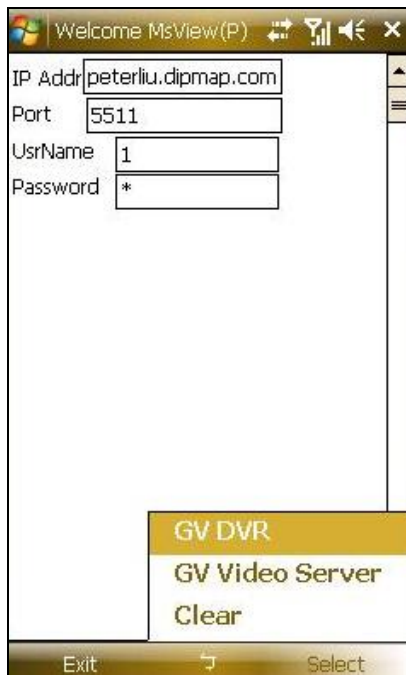 Welcome MsView(P)
IP Addr peterliu.dipmap.com
Port 5511
UsrName 1
Password *
GV DVR
GV Video Server
Clear
Exit Select